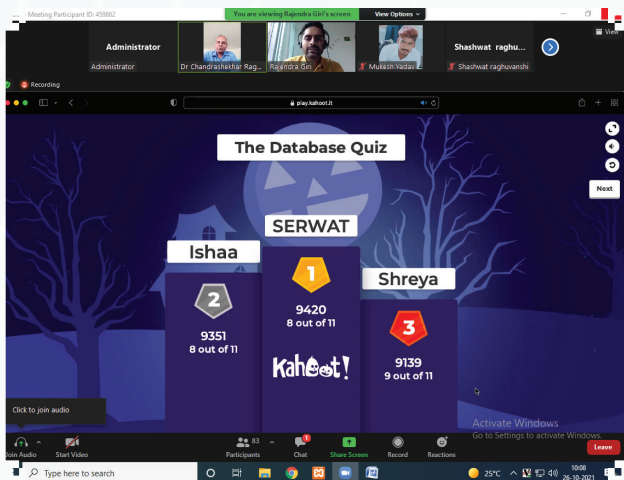 Meeting Participant ID: 459862
You are viewing Rajendra Giri's screen
View Options
View
Administrator
Administrator
Dr Chandrashekhar Rag...
Rajendra Giri
Mukesh Yadav
Shashwat raghu...
Shashwat raghuvanshi
Recording
play.kahoot.it
The Database Quiz
Next
SERWAT
Ishaa
Shreya
1
2
3
9420
8 out of 11
9351
8 out of 11
9139
9 out of 11
Kahoot!
Click to join audio
Activate Windows
Go to Settings to activate Windows.
Join Audio
Start Video
83
Participants
1
Chat
Share Screen
Record
Reactions
Leave
Type here to search
25°C
10:08
26-10-2021